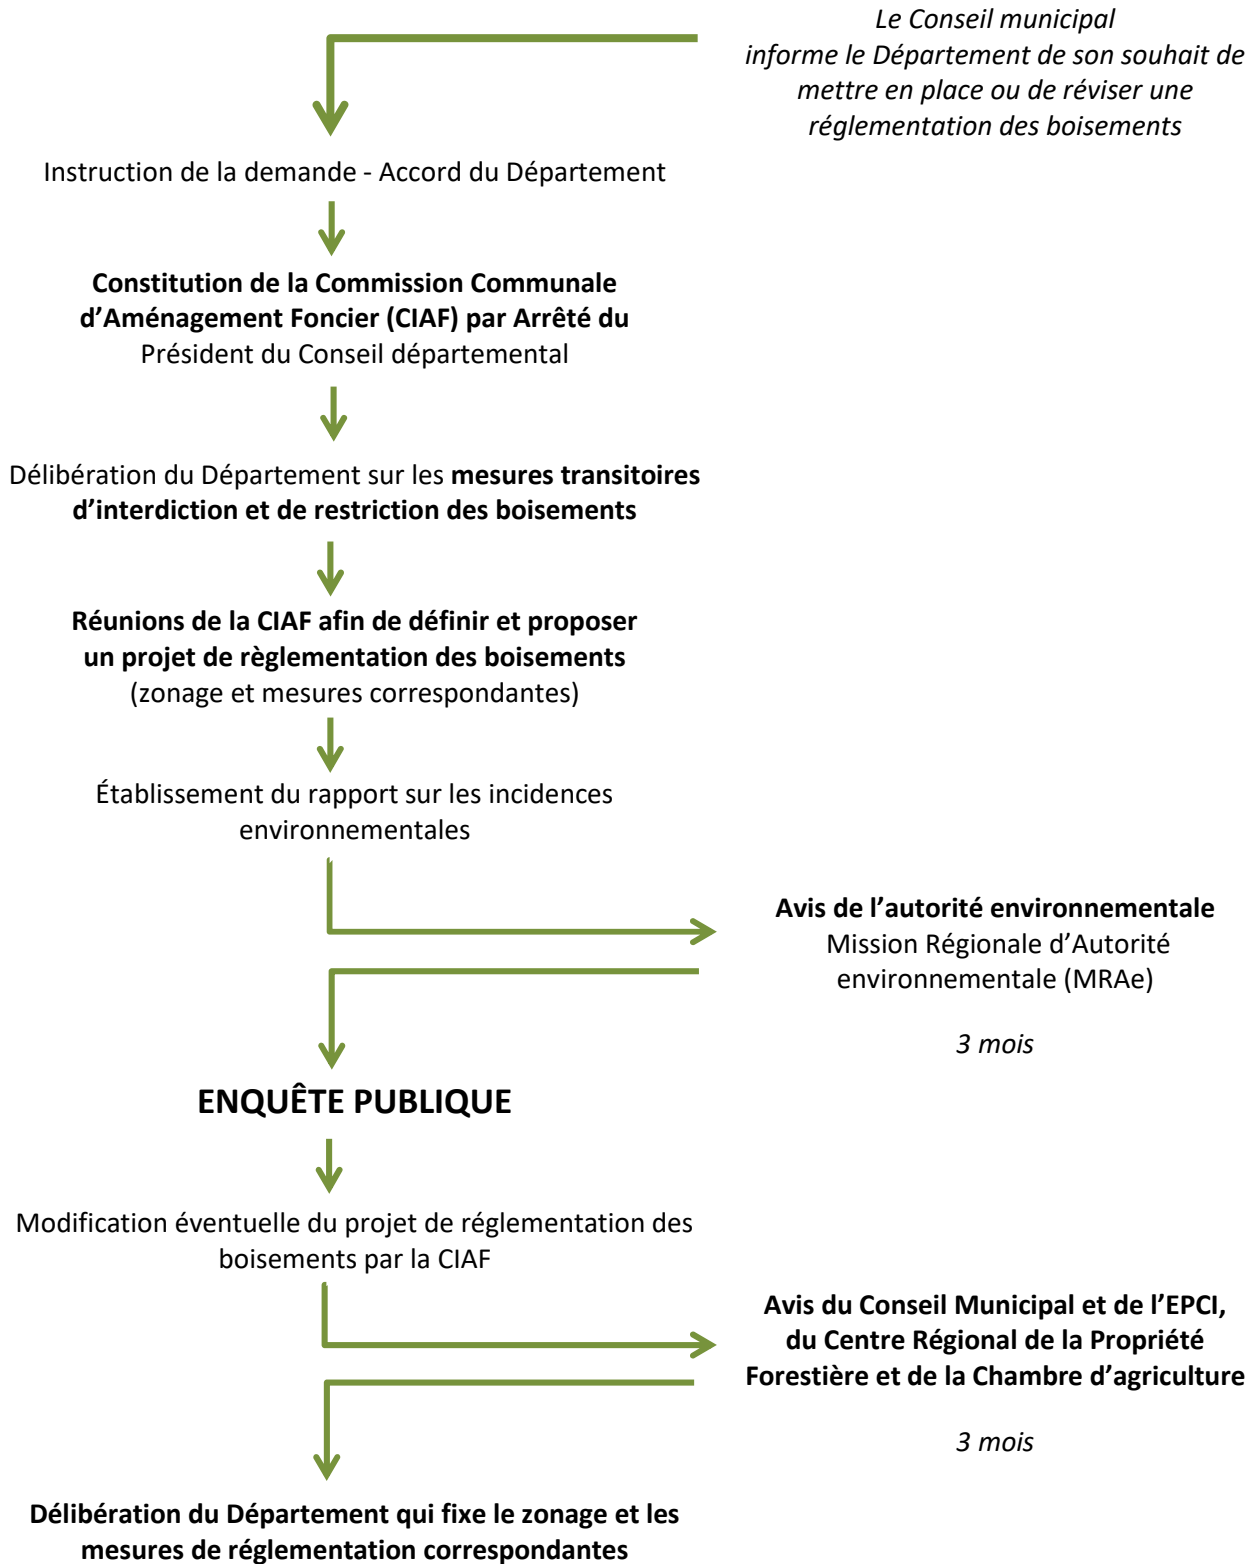 Le Conseil municipal
informe le Département de son souhait de
mettre en place ou de réviser une
réglementation des boisements
Instruction de la demande - Accord du Département
Constitution de la Commission Communale
d’Aménagement Foncier (CIAF) par Arrêté du
Président du Conseil départemental
Délibération du Département sur les mesures transitoires
d’interdiction et de restriction des boisements
Réunions de la CIAF afin de définir et proposer
un projet de règlementation des boisements
(zonage et mesures correspondantes)
Établissement du rapport sur les incidences
environnementales
Avis de l’autorité environnementale
Mission Régionale d’Autorité
environnementale (MRAe)
3 mois
ENQUÊTE PUBLIQUE
Modification éventuelle du projet de réglementation des
boisements par la CIAF
Avis du Conseil Municipal et de l’EPCI,
du Centre Régional de la Propriété
Forestière et de la Chambre d’agriculture
3 mois
Délibération du Département qui fixe le zonage et les
mesures de réglementation correspondantes